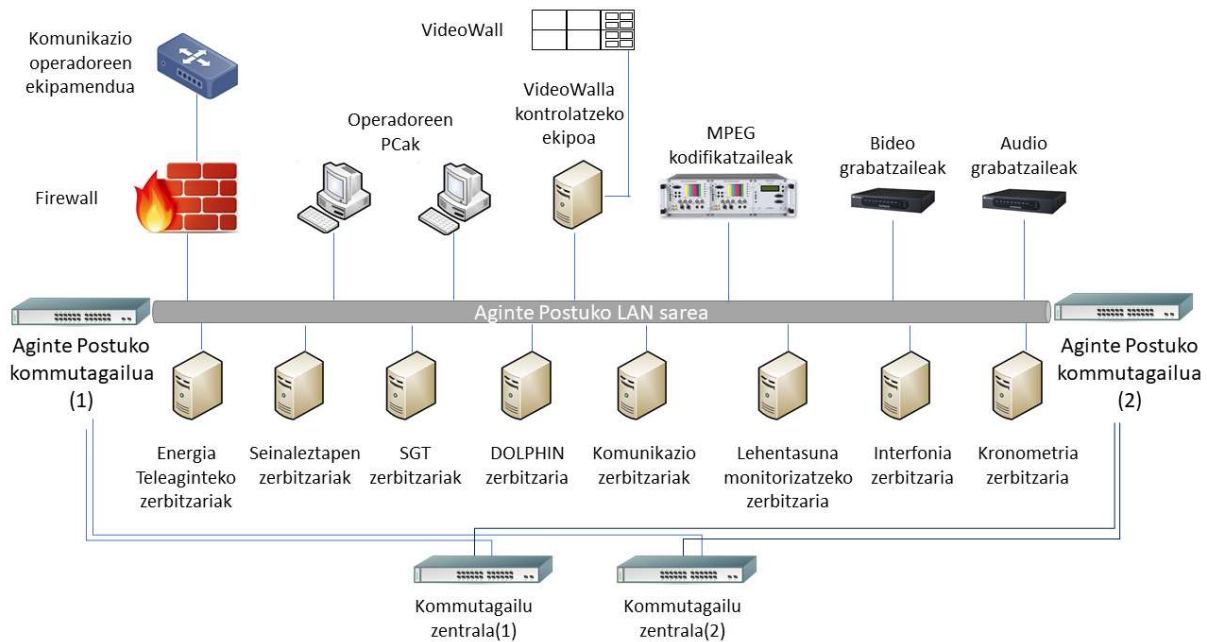 Komunikazio
operadoreen
ekipamendua
VideoWall
VideoWalla
kontrolatzeko
ekipoa
Operadoreen
PCak
MPEG
kodifikatzaileak
Bideo
grabatzaileak
Audio
grabatzaileak
Firewall
Aginte Postuko LAN sarea
Aginte Postuko
kommutagailua
(1)
Aginte Postuko
kommutagailua
(2)
Energia
Teleaginteko
zerbitzariak
Seinaleztapen
zerbitzariak
SGT
zerbitzariak
DOLPHIN
zerbitzaria
Komunikazio
zerbitzariak
Lehentasuna
monitorizatzeko
zerbitzaria
Interfonia
zerbitzaria
Kronometria
zerbitzaria
Kommutagailu
zentrala(1)
Kommutagailu
zentrala(2)